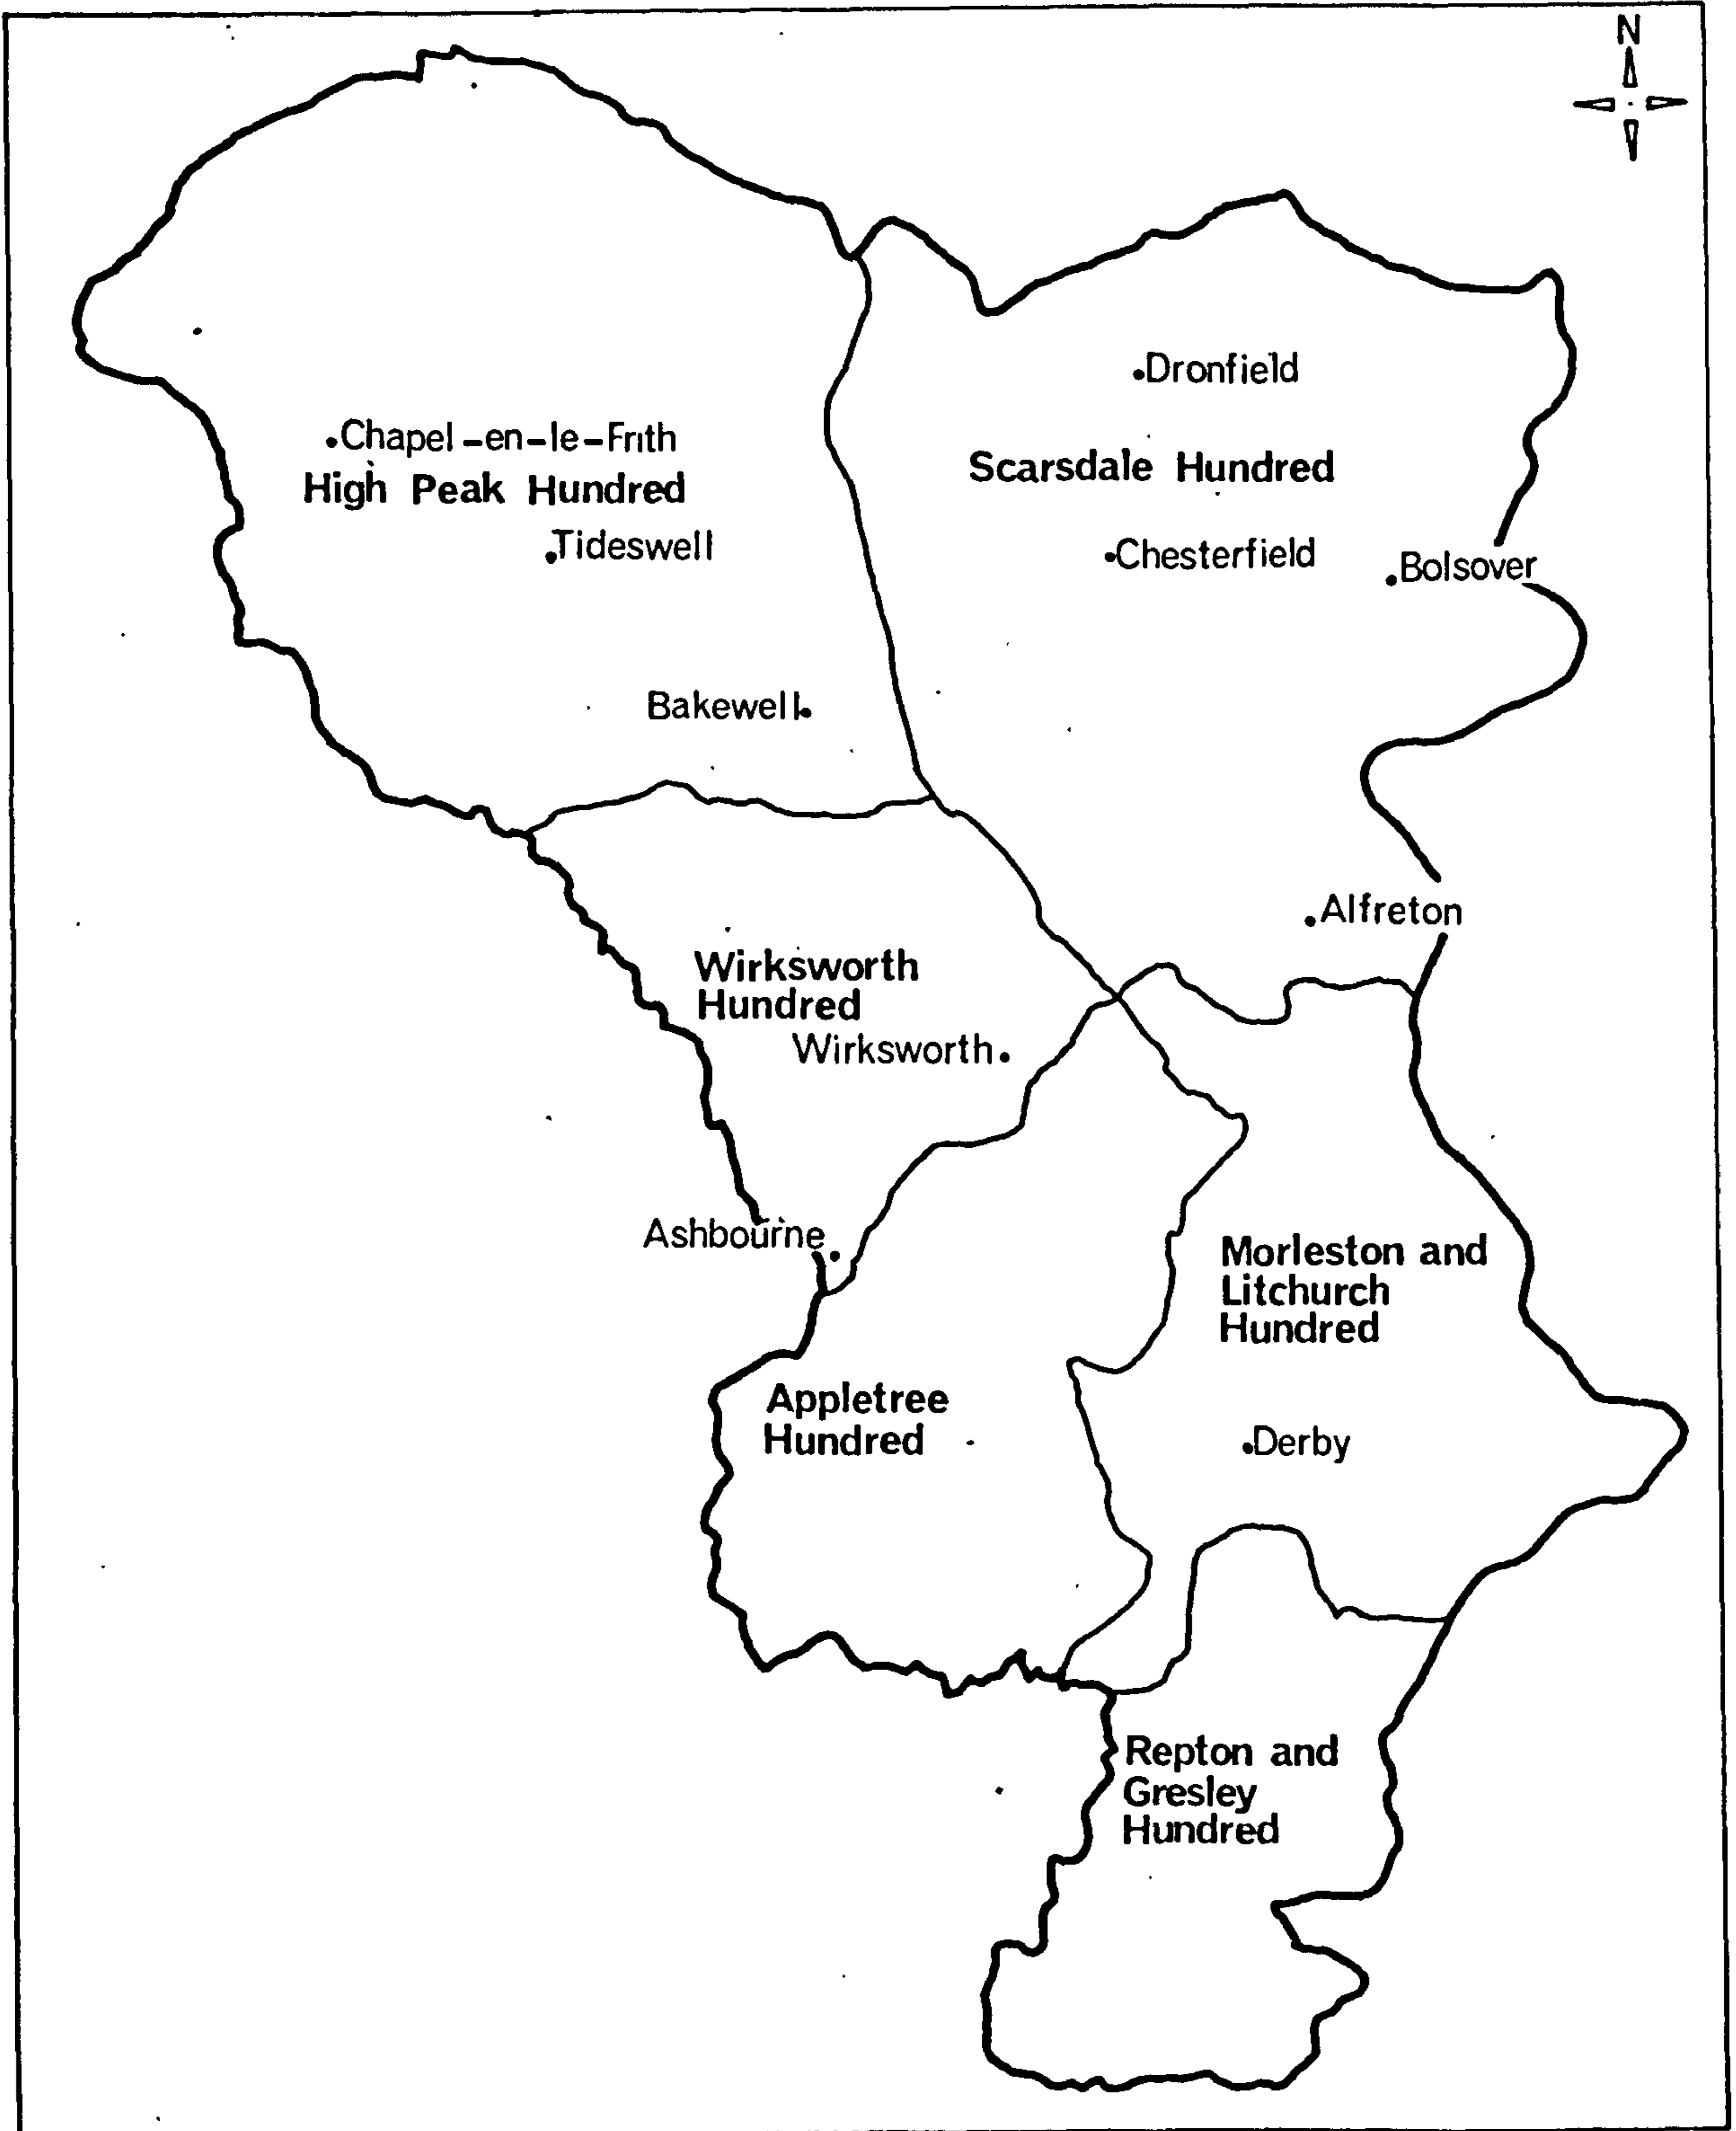 N
.Dronfield
.Chapel-en-le-Frith
High Peak Hundred
Scarsdale Hundred
.Tideswell
.Chesterfield
.Bolsover
Bakewell.
.Alfreton
Wirksworth
Hundred
Wirksworth.
Ashbourne.
Morleston and
Litchurch
Hundred
Appletree
Hundred
.Derby
Repton and
Gresley
Hundred